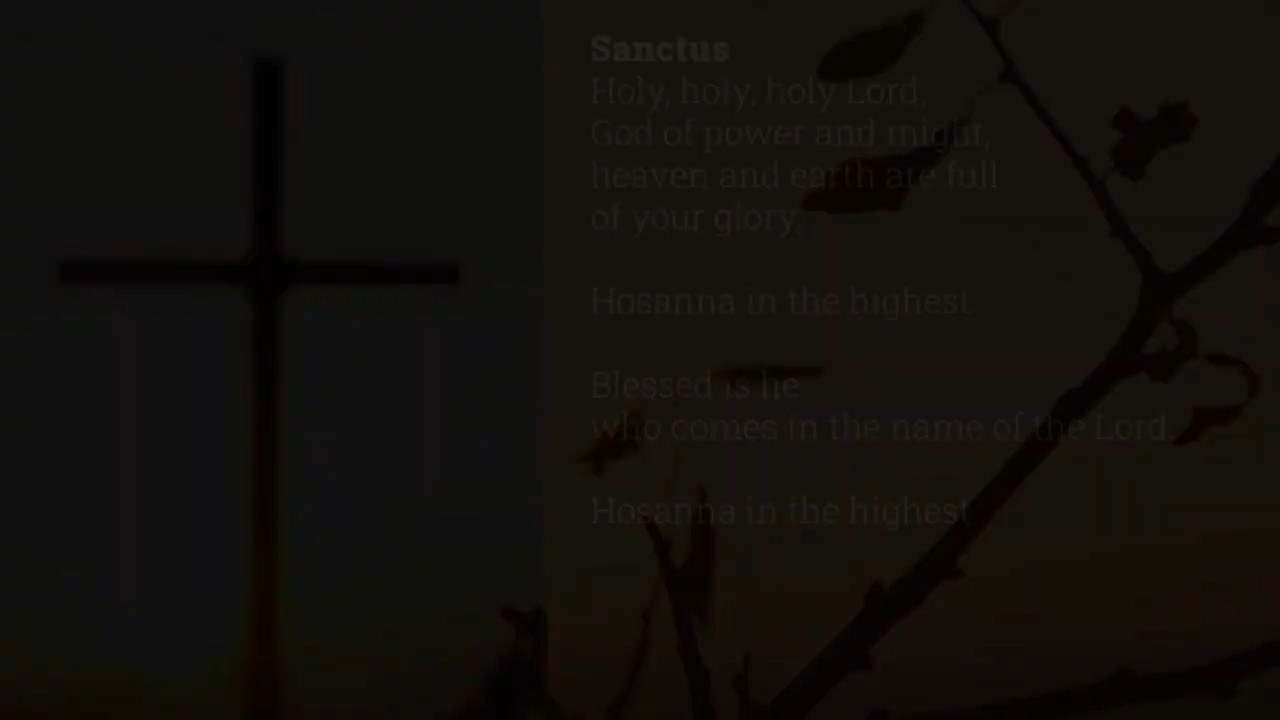 Sanctus
Holy, holy, holy Lord,
God of power and might,
heaven and earth are full
of your glory.
Hosanna in the highest.
Blessed is he
who comes in the name of the Lord.
Hosanna in the highest.